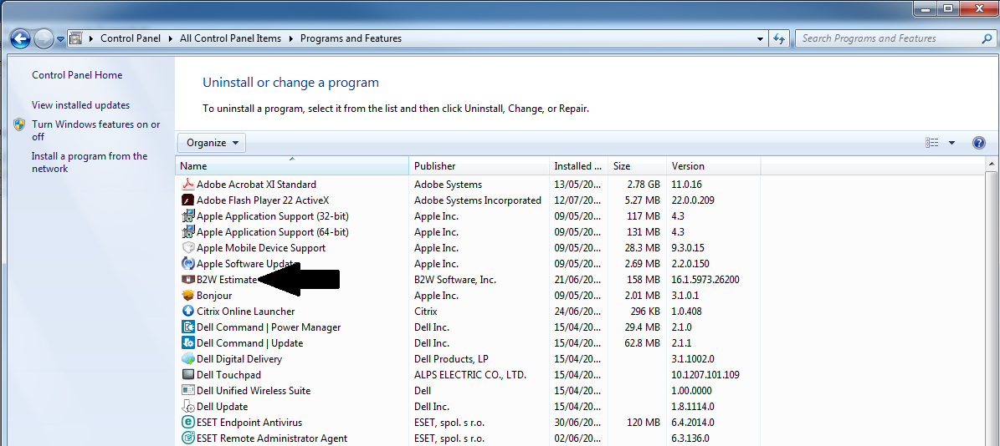 Control Panel All Control Panel Items Programs and Features Search Programs and Features
Control Panel Home
View installed updates
Turn Windows features on or
off
Install a program from the
network
Uninstall or change a program
To uninstall a program, select it from the list and then click Uninstall, Change, or Repair.
Organize
Name Publisher Installed ... Size Version
Adobe Acrobat XI Standard Adobe Systems 13/05/20... 2.78 GB 11.0.16
Adobe Flash Player 22 ActiveX Adobe Systems Incorporated 12/07/20... 5.27 MB 22.0.0.209
Apple Application Support (32-bit) Apple Inc. 09/05/20... 117 MB 4.3
Apple Application Support (64-bit) Apple Inc. 09/05/20... 131 MB 4.3
Apple Mobile Device Support Apple Inc. 09/05/20... 28.3 MB 9.3.0.15
Apple Software Update Apple Inc. 09/05/20... 2.69 MB 2.2.0.150
B2W Estimate B2W Software, Inc. 21/06/20... 158 MB 16.1.5973.26200
Bonjour Apple Inc. 09/05/20... 2.01 MB 3.1.0.1
Citrix Online Launcher Citrix 24/06/20... 296 KB 1.0.408
Dell Command | Power Manager Dell Inc. 15/04/20... 29.4 MB 2.1.0
Dell Command | Update Dell Inc. 15/04/20... 62.8 MB 2.1.1
Dell Digital Delivery Dell Products, LP 15/04/20... 3.1.1002.0
Dell Touchpad ALPS ELECTRIC CO., LTD. 15/04/20... 10.1207.101.109
Dell Unified Wireless Suite Dell 15/04/20... 1.00.0000
Dell Update Dell Inc. 15/04/20... 1.8.1114.0
ESET Endpoint Antivirus ESET, spol. s r.o. 30/06/20... 120 MB 6.4.2014.0
ESET Remote Administrator Agent ESET, spol. s r.o. 02/06/20... 6.3.136.0